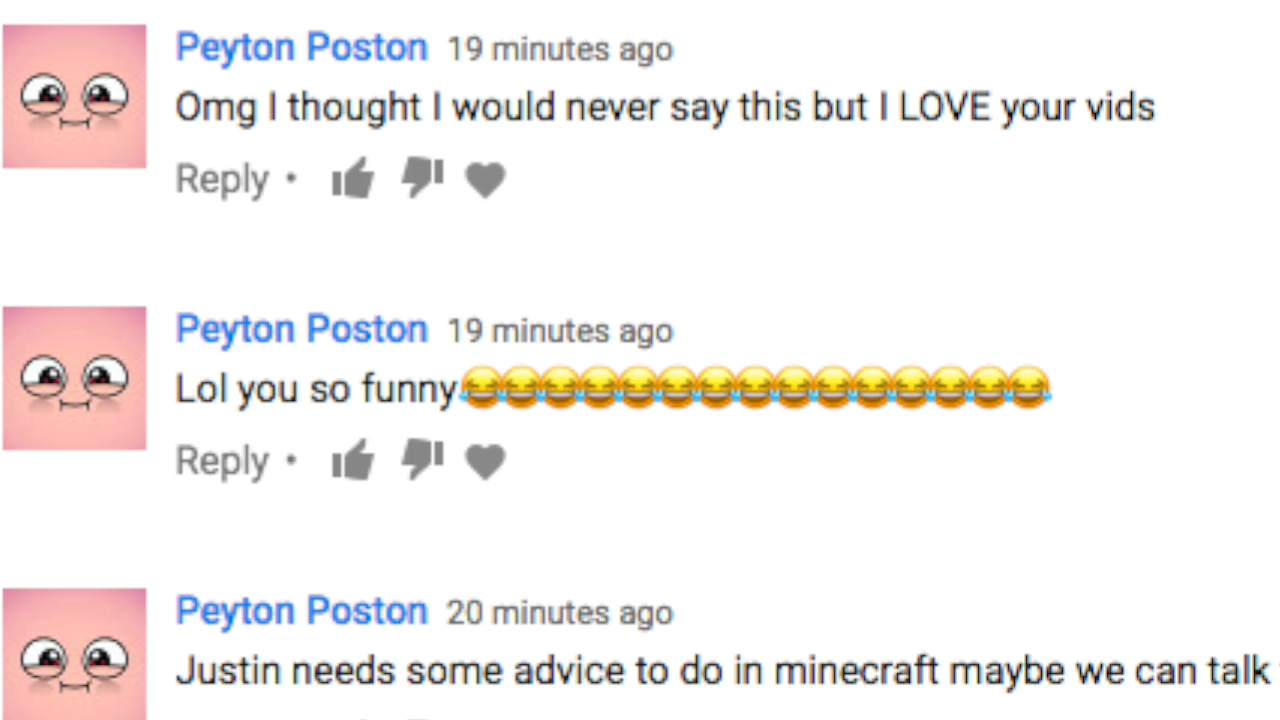 Peyton Poston 19 minutes ago
Omg I thought I would never say this but I LOVE your vids
Reply •
Peyton Poston 19 minutes ago
Lol you so funny😂😂😂😂😂😂😂😂😂😂😂😂😂😂😂
Reply •
Peyton Poston 20 minutes ago
Justin needs some advice to do in minecraft maybe we can talk